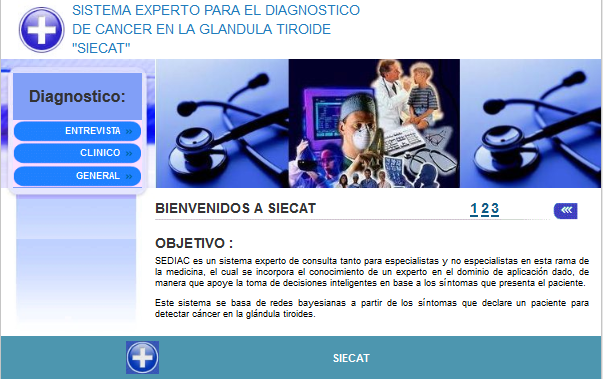 SISTEMA EXPERTO PARA EL DIAGNOSTICO
DE CANCER EN LA GLANDULA TIROIDE
"SIECAT"
Diagnostico:
ENTREVISTA »
CLINICO »
GENERAL »
BIENVENIDOS A SIECAT
1 2 3
OBJETIVO :
SEDIAC es un sistema experto de consulta tanto para especialistas y no especialistas en esta rama de
la medicina, el cual se incorpora el conocimiento de un experto en el dominio de aplicación dado, de
manera que apoye la toma de decisiones inteligentes en base a los síntomas que presenta el paciente.
Este sistema se basa de redes bayesianas a partir de los síntomas que declare un paciente para
detectar cáncer en la glándula tiroides.
SIECAT